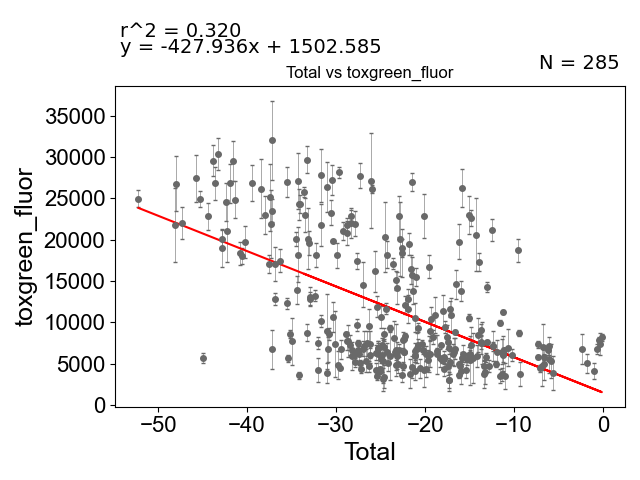 r^2 = 0.320
y = -427.936x + 1502.585
N = 285
Total vs toxgreen_fluor
35000
30000
25000
20000
15000
10000
5000
0
toxgreen_fluor
−50 −40 −30 −20 −10 0
Total